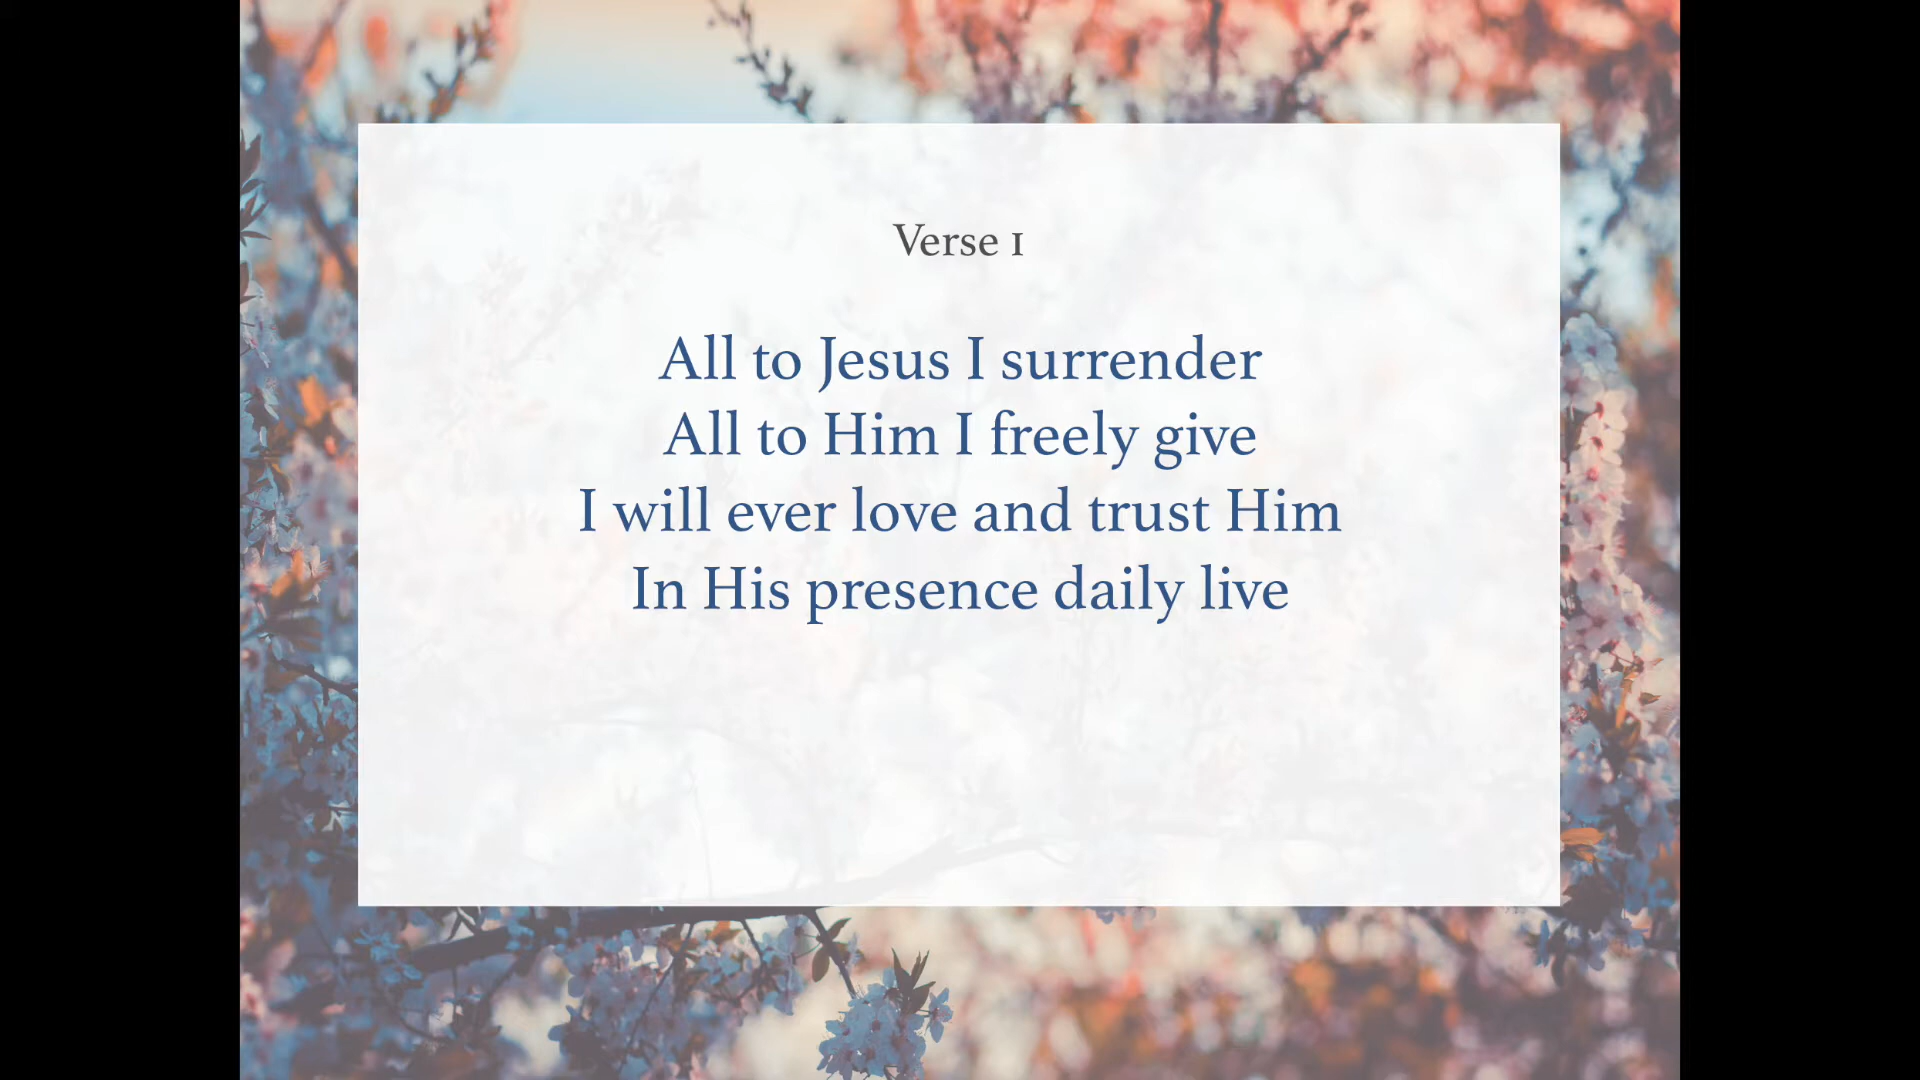 Verse 1
All to Jesus I surrender
All to Him I freely give
I will ever love and trust Him
In His presence daily live